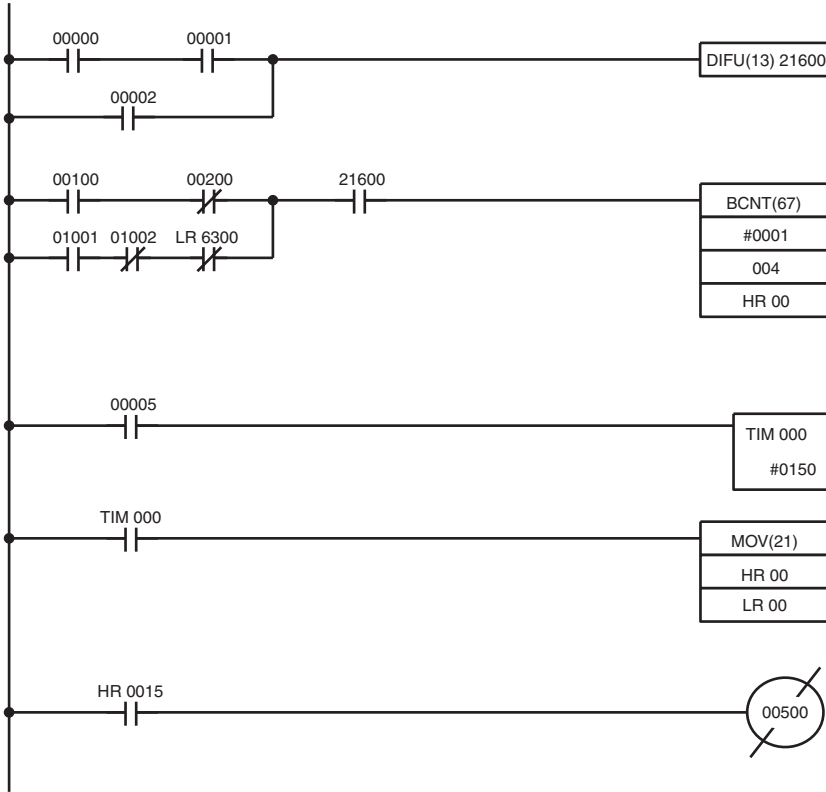 00000 00001
DIFU(13) 21600
00002
00100 00200 21600
BCNT(67)
01001 01002 LR 6300
#0001
004
HR 00
00005
TIM 000
#0150
TIM 000
MOV(21)
HR 00
LR 00
HR 0015
00500